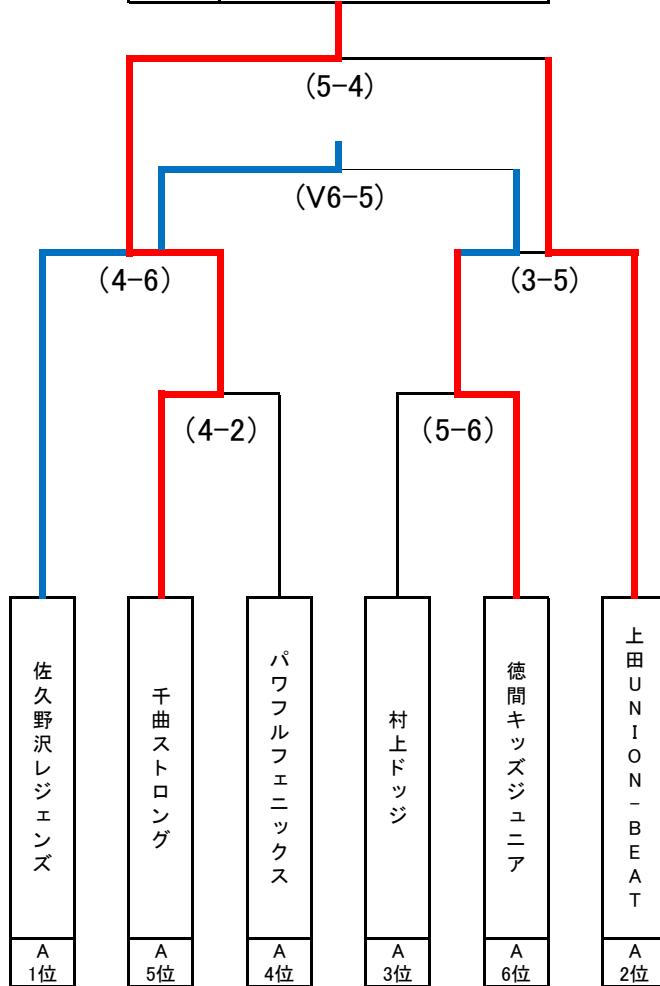 (5-4)
(V6-5)
(4-6)
(3-5)
(4-2)
(5-6)
佐久野沢レジェンズ
千曲ストロング
パワフルフェニックス
村上ドッジ
徳間キッズジュニア
上田UNION-BEAT
A
1位
A
5位
A
4位
A
3位
A
6位
A
2位